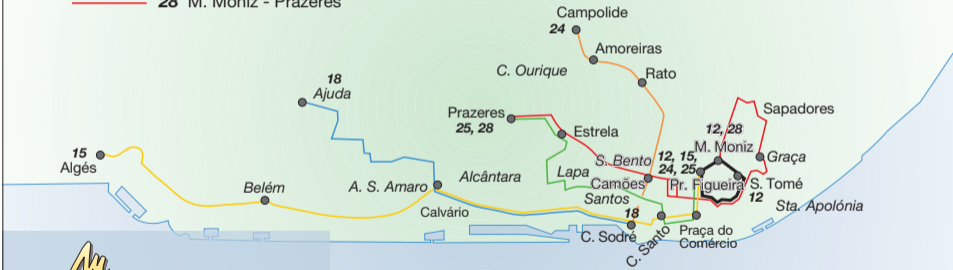 28 M. Moniz - Prazeres
Campolide
24
Amoreiras
C. Ourique
Rato
18
Ajuda
Prazeres
25, 28
Estrela
Sapadores
12, 28
M. Moniz
Graça
15
Algés
S. Bento
12, 15,
24, 25
Lapa
Camões
Pr. Figueira
S. Tomé
12
Belém
A. S. Amaro
Alcântara
Santos
Sta. Apolónia
Calvário
18
C. Sodré
C. Santo
Praça do
Comércio